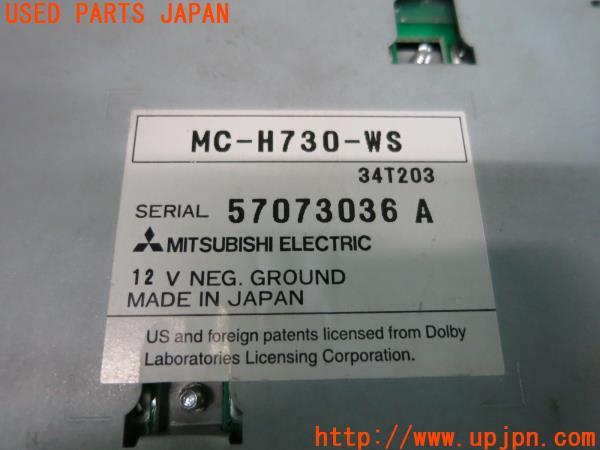 USED PARTS JAPAN
MC-H730-WS
34T203
SERIAL 57073036 A
MITSUBISHI ELECTRIC
12 V NEG. GROUND
MADE IN JAPAN
US and foreign patents licensed from Dolby
Laboratories Licensing Corporation.
http://www.upjpn.com/